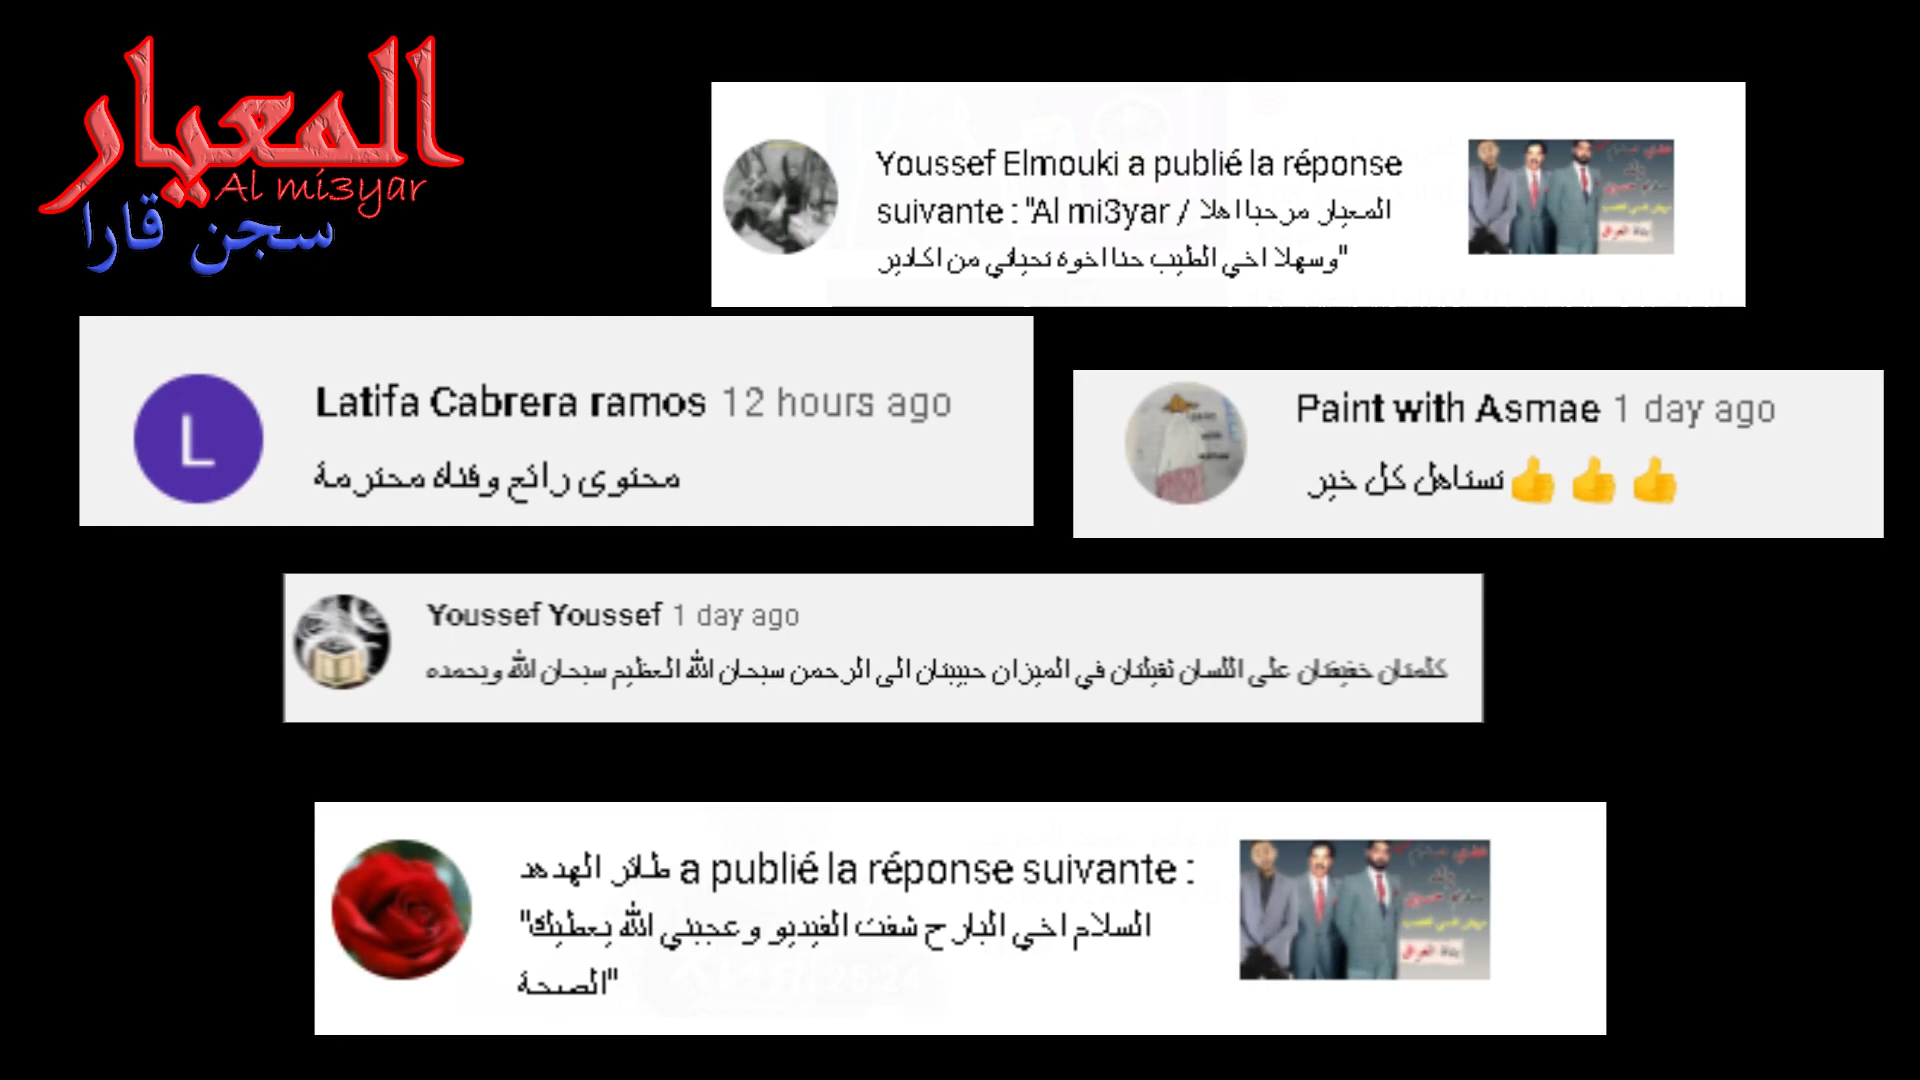 المعيار
Al mi3yar
سجن قارا
Youssef Elmouki a publié la réponse
suivante : "Al mi3yar / المعيار مرحبا اهلا
وسهلا اخي الطيب حنا اخوة تحياتي من اكادير"
Latifa Cabrera ramos 12 hours ago
محتوى رائع وقناة محترمة
Paint with Asmae 1 day ago
تستاهل كل خير👍👍👍
Youssef Youssef 1 day ago
كلمتان خفيفتان على اللسان ثقيلتان في الميزان حبيبتان الى الرحمن سبحان الله العظيم سبحان الله وبحمده
طائر الهدهد a publié la réponse suivante :
"السلام اخي البارح شفت الفيديو وعجبني الله يعطيك
الصحة"